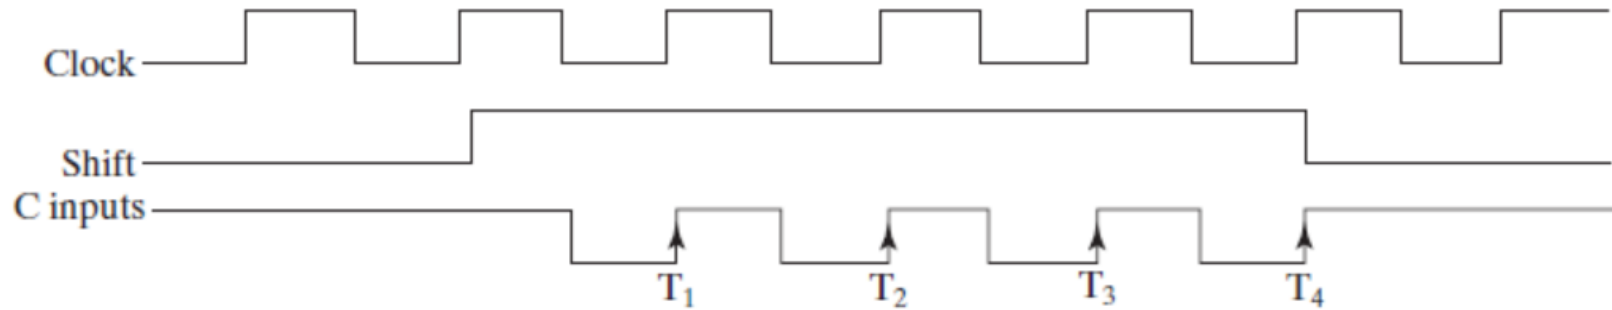 Clock
Shift
C inputs
T₁ T₂ T₃ T₄